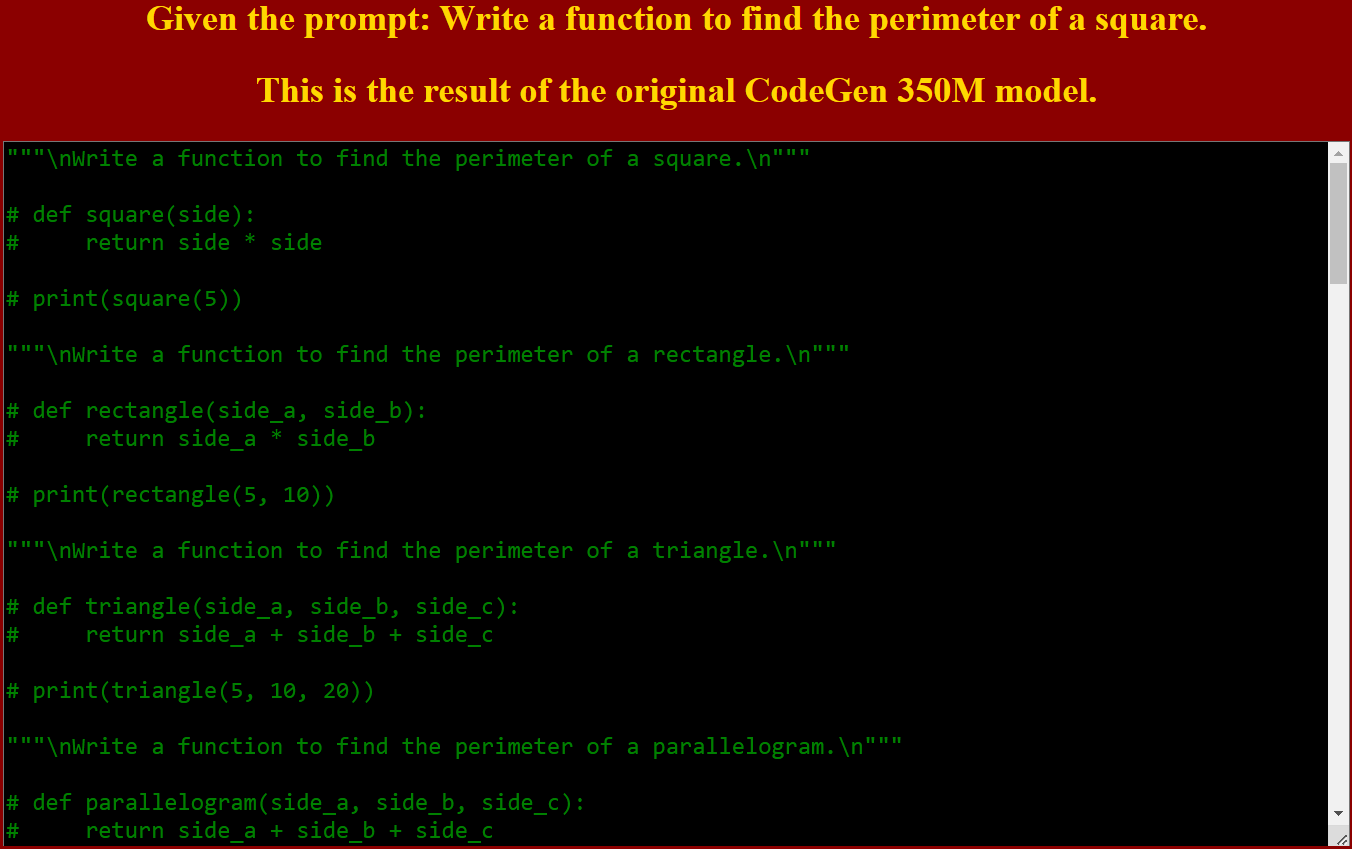 Given the prompt: Write a function to find the perimeter of a square.
This is the result of the original CodeGen 350M model.
"""\nWrite a function to find the perimeter of a square.\n"""
# def square(side):
#     return side * side
# print(square(5))
"""\nWrite a function to find the perimeter of a rectangle.\n"""
# def rectangle(side_a, side_b):
#     return side_a * side_b
# print(rectangle(5, 10))
"""\nWrite a function to find the perimeter of a triangle.\n"""
# def triangle(side_a, side_b, side_c):
#     return side_a + side_b + side_c
# print(triangle(5, 10, 20))
"""\nWrite a function to find the perimeter of a parallelogram.\n"""
# def parallelogram(side_a, side_b, side_c):
#     return side_a + side_b + side_c